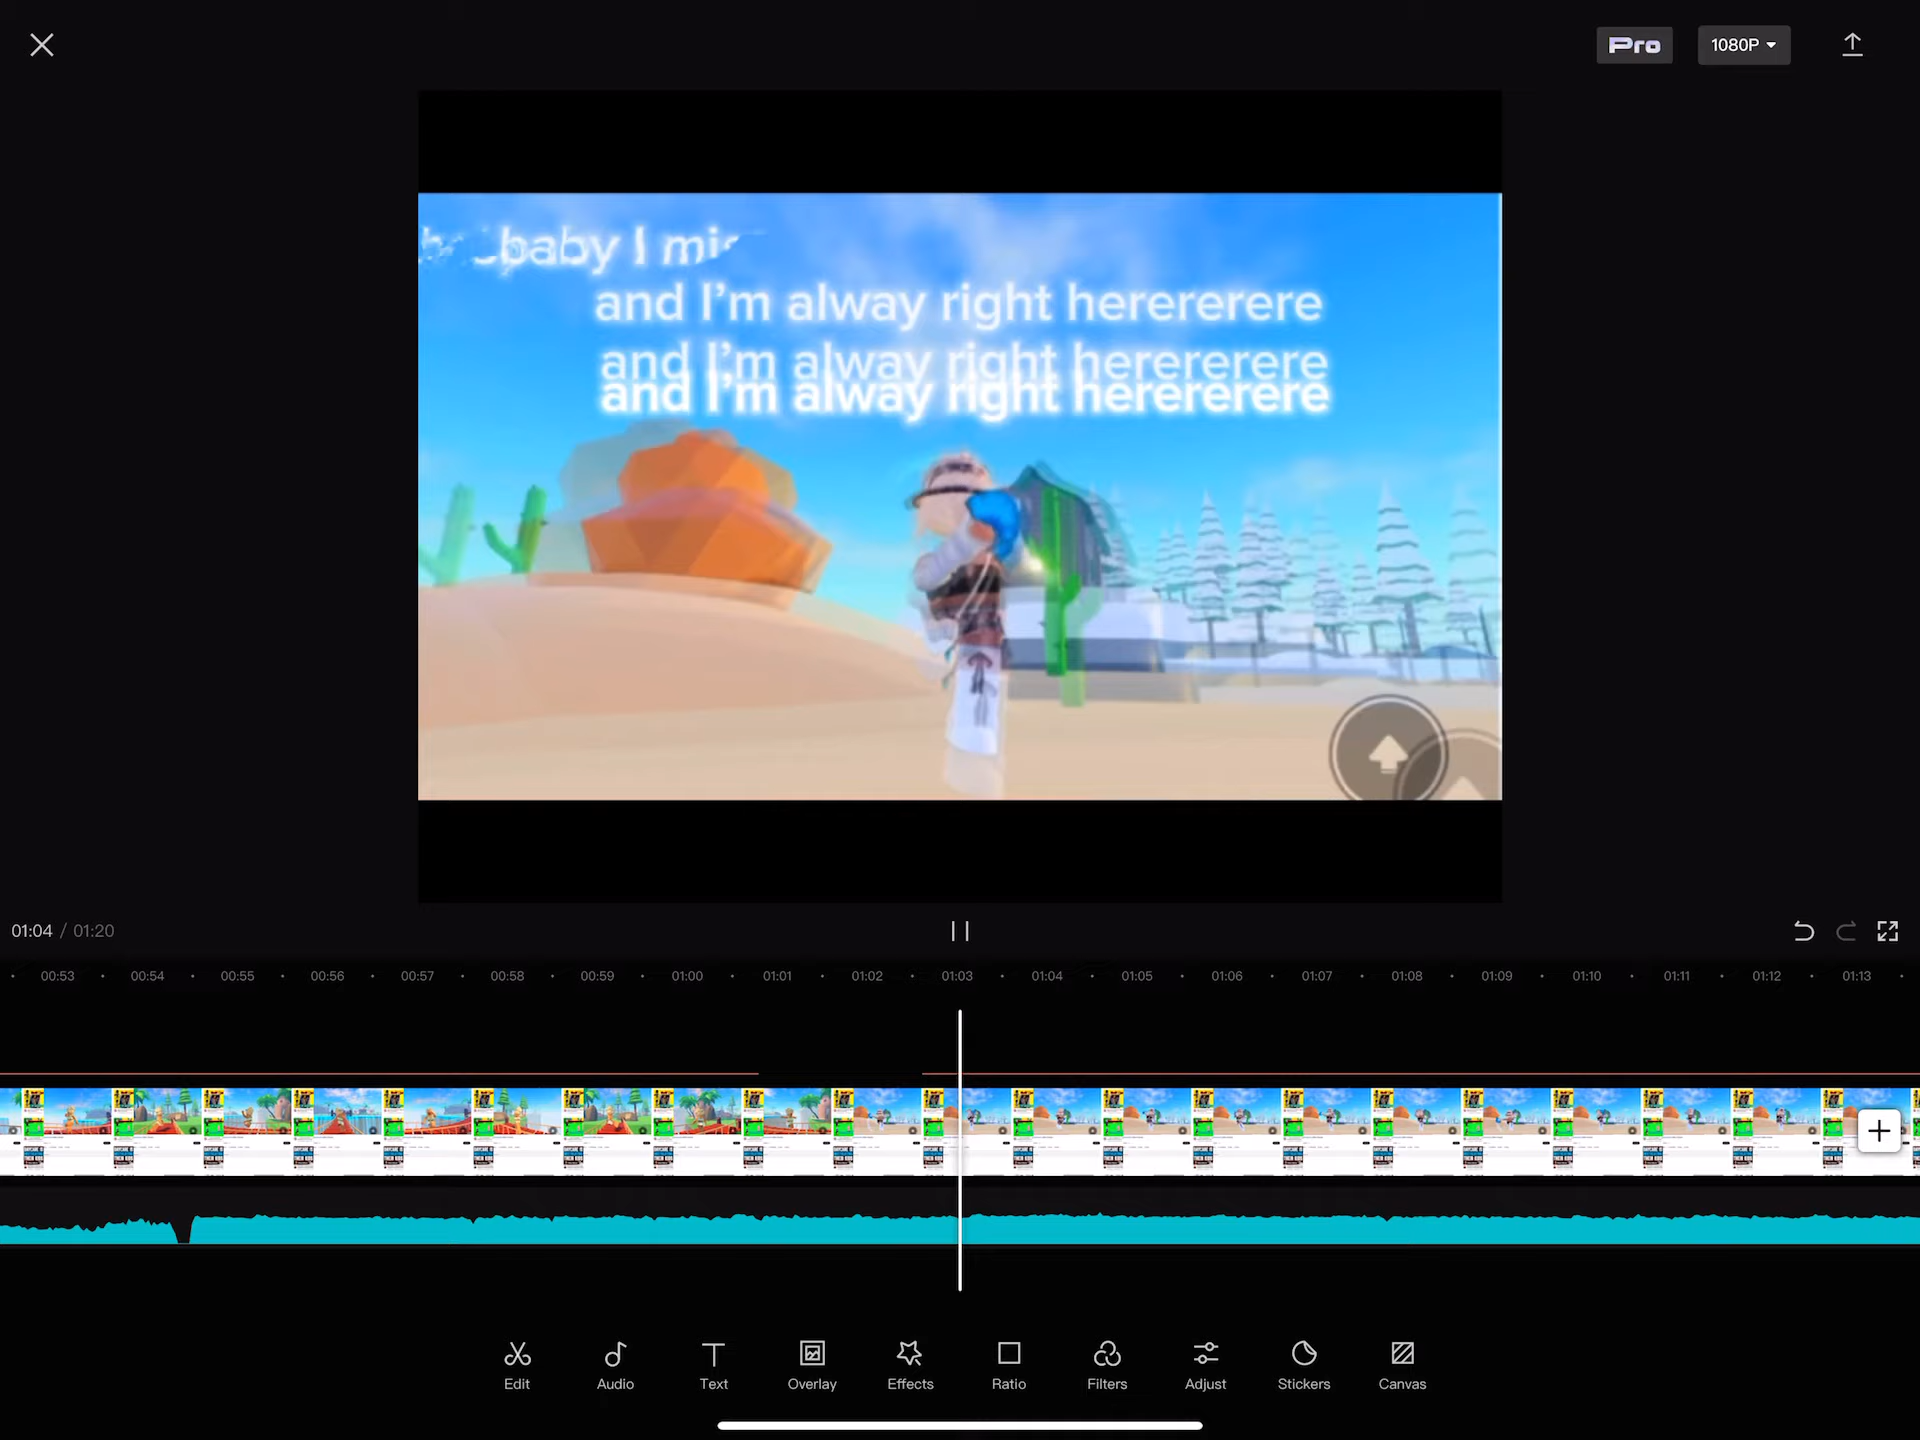 Pro
1080P
baby I mis
and I'm alway right herererere
and I'm alway right herererere
and I'm alway right herererere
01:04 / 01:20
00:53 00:54 00:55 00:56 00:57 00:58 00:59 01:00 01:01 01:02 01:03 01:04 01:05 01:06 01:07 01:08 01:09 01:10 01:11 01:12 01:13
Edit Audio Text Overlay Effects Ratio Filters Adjust Stickers Canvas